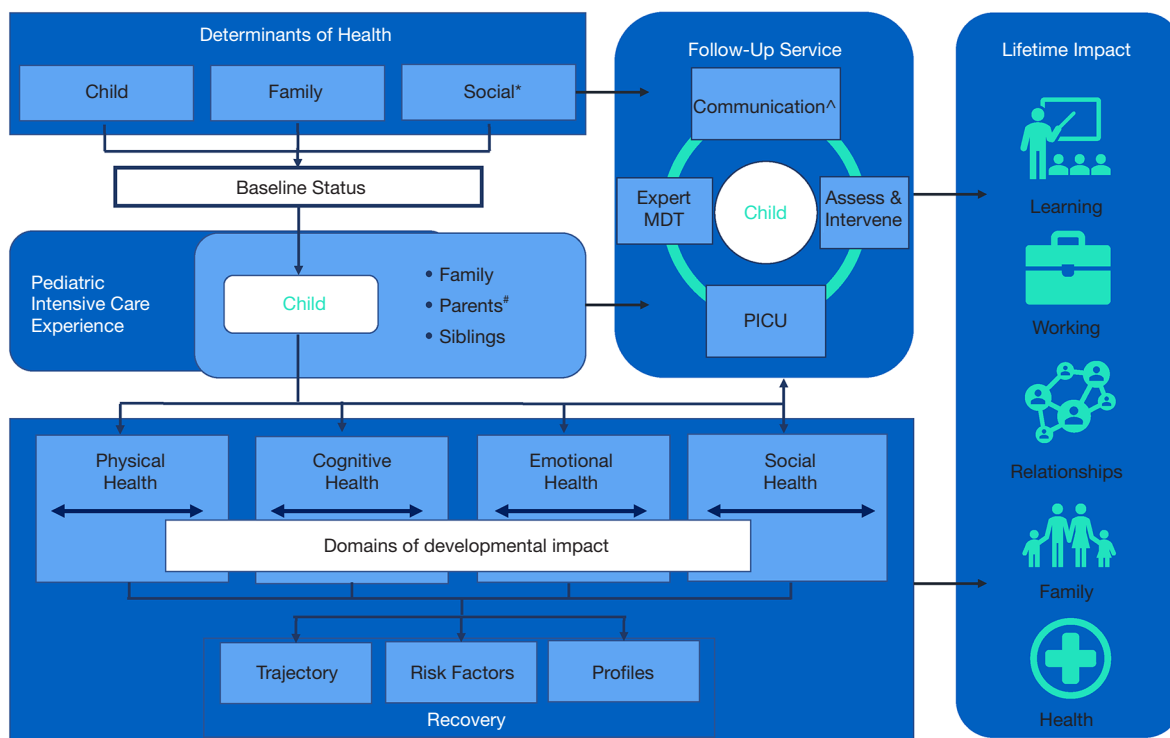 Determinants of Health
Child
Family
Social*
Baseline Status
Pediatric
Intensive Care
Experience
Child
• Family
• Parents#
• Siblings
Follow-Up Service
Communication^
Expert
MDT
Child
Assess &
Intervene
PICU
Physical
Health
Cognitive
Health
Emotional
Health
Social
Health
Domains of developmental impact
Trajectory
Risk Factors
Profiles
Recovery
Lifetime Impact
Learning
Working
Relationships
Family
Health